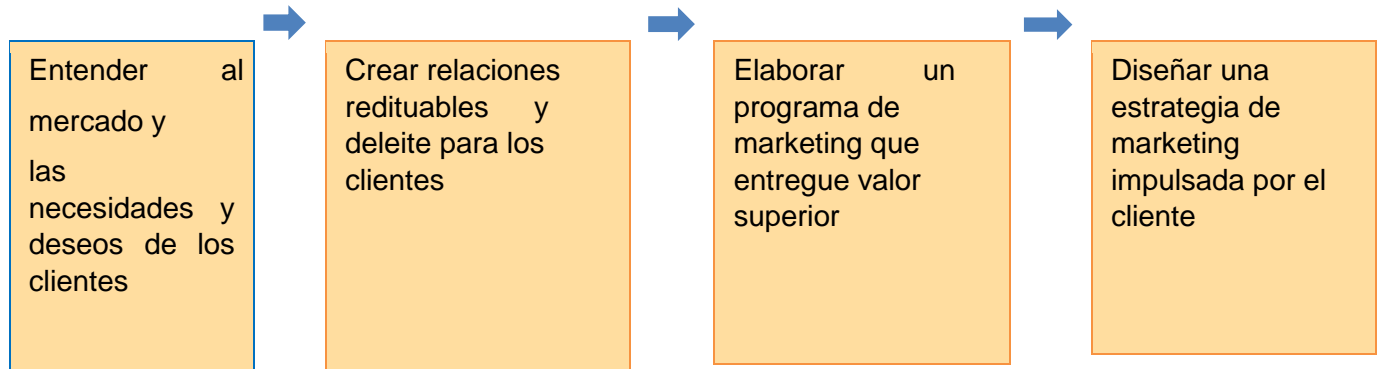 Entender al
mercado y
las
necesidades y
deseos de los
clientes
Crear relaciones
redituables y
deleite para los
clientes
Elaborar un
programa de
marketing que
entregue valor
superior
Diseñar una
estrategia de
marketing
impulsada por el
cliente